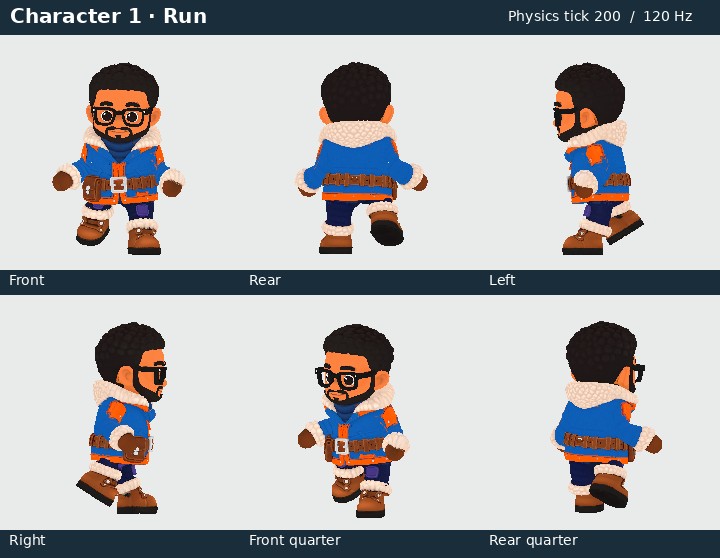 Character 1 · Run
Physics tick 200 / 120 Hz
Front
Rear
Left
Right
Front quarter
Rear quarter